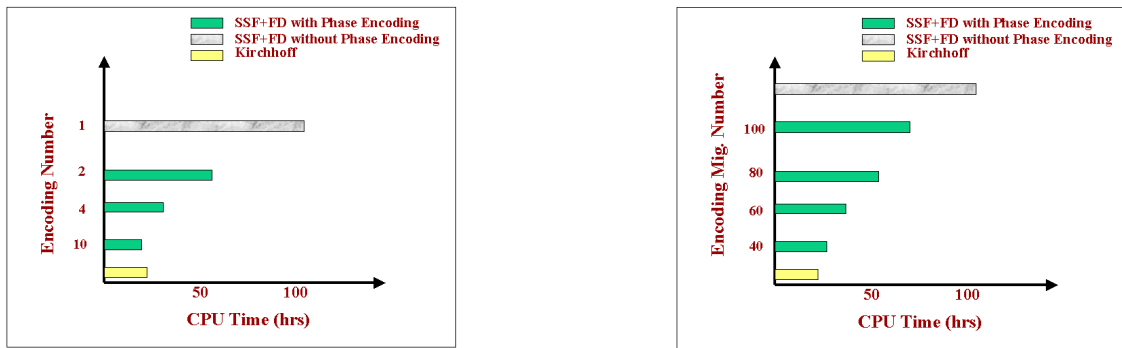 SSF+FD with Phase Encoding
SSF+FD without Phase Encoding
Kirchhoff
Encoding Number
1
2
4
10
50
100
CPU Time (hrs)
SSF+FD with Phase Encoding
SSF+FD without Phase Encoding
Kirchhoff
Encoding Mig. Number
100
80
60
40
50
100
CPU Time (hrs)